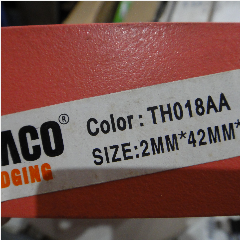 ACO®
DGING
Color : TH018AA
SIZE:2MM*42MM*